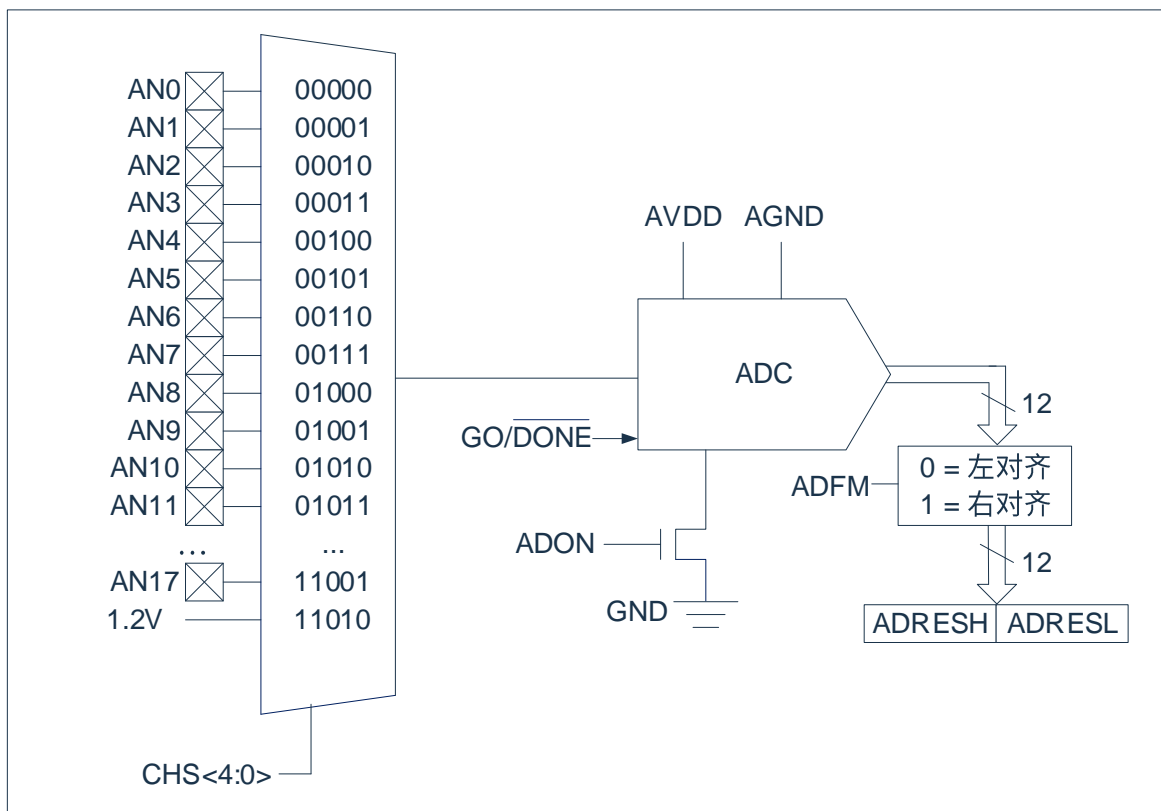 AN0 00000
AN1 00001
AN2 00010
AN3 00011
AN4 00100
AN5 00101
AN6 00110
AN7 00111
AN8 01000
AN9 01001
AN10 01010
AN11 01011
... ...
AN17 11001
1.2V 11010
CHS<4:0>
AVDD AGND
ADC
GO/DONE
12
ADFM
0 = 左对齐
1 = 右对齐
ADON
12
GND
ADRESH ADRESL